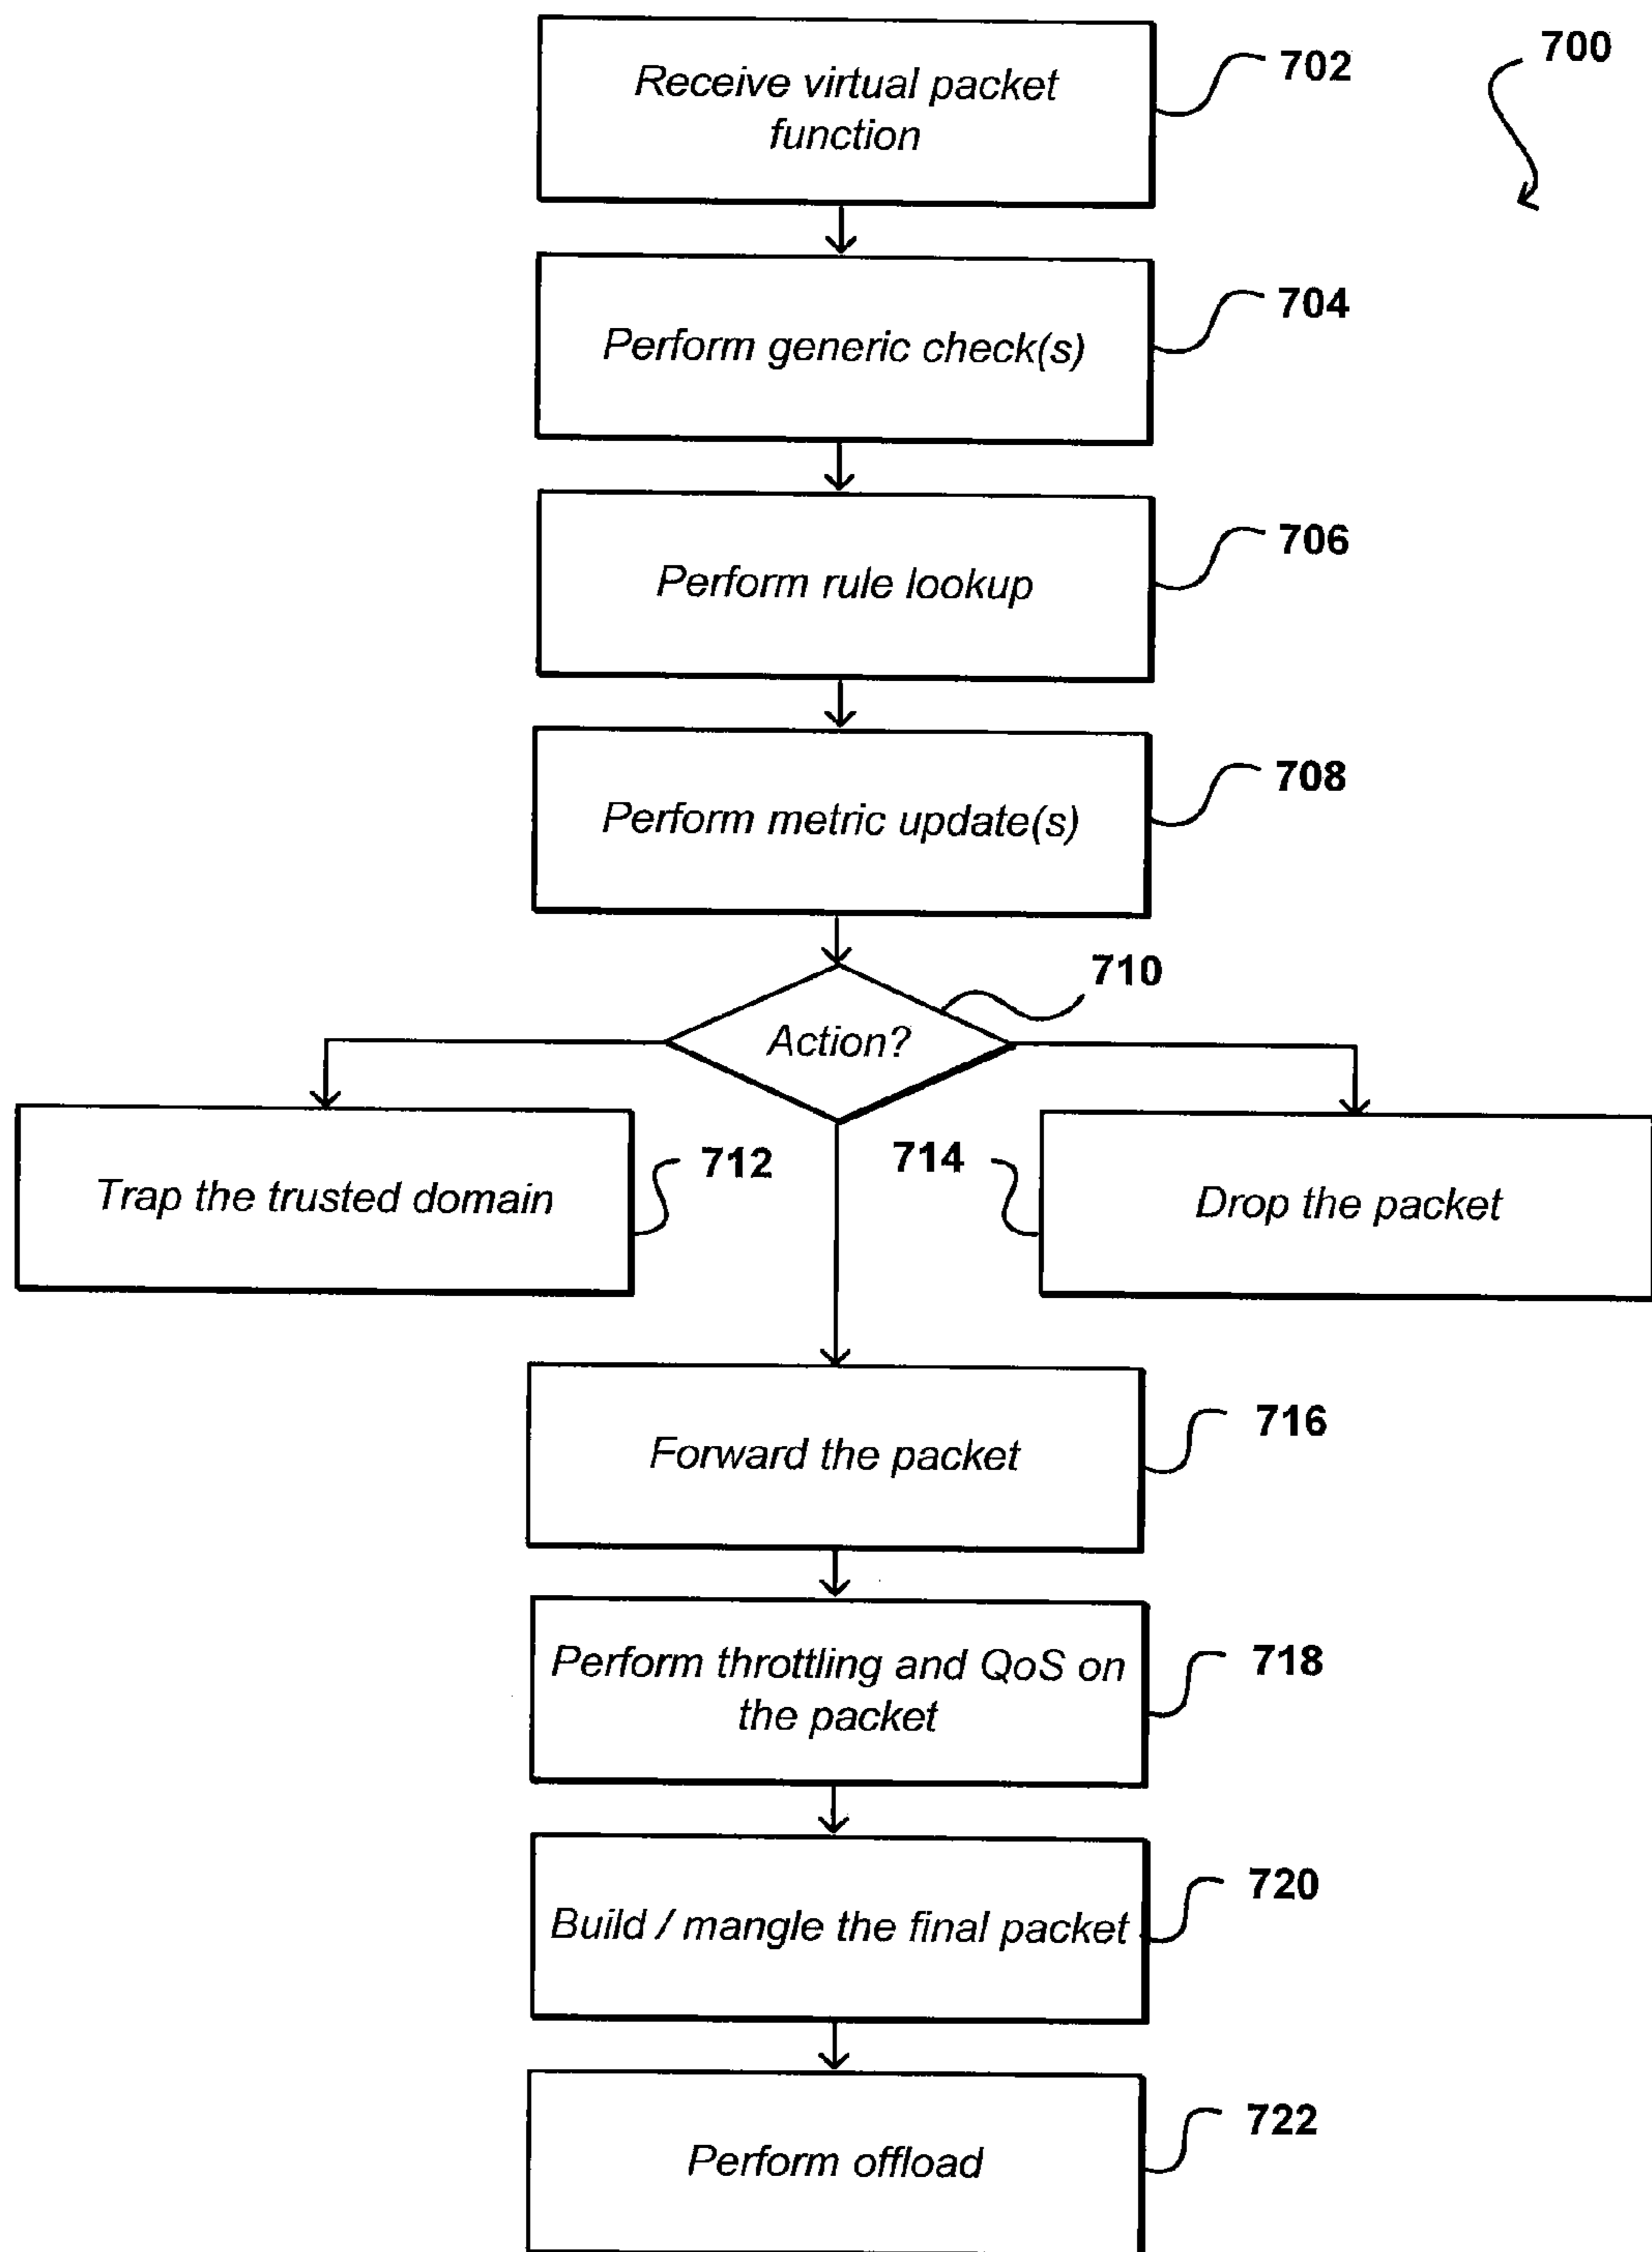 700
Receive virtual packet
function
702
Perform generic check(s)
704
Perform rule lookup
706
Perform metric update(s)
708
Action?
710
Trap the trusted domain
712
714
Drop the packet
Forward the packet
716
Perform throttling and QoS on
the packet
718
Build / mangle the final packet
720
Perform offload
722